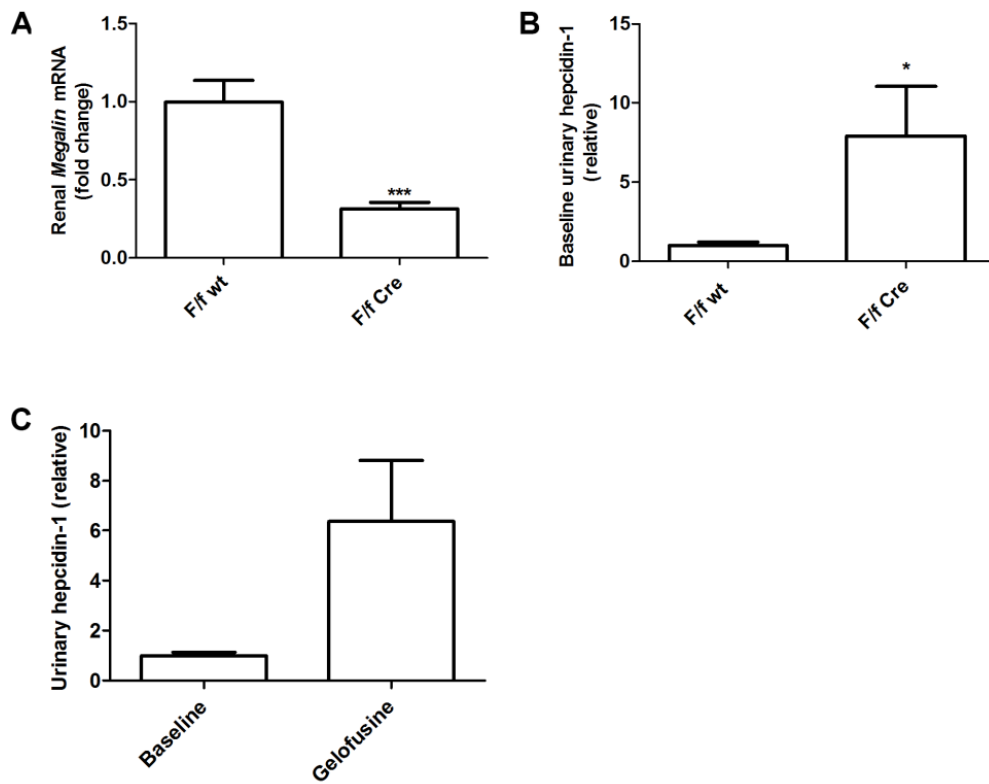 A
Renal Megalin mRNA
(fold change)
1.5
1.0
0.5
0.0
***
F/f wt
F/f Cre
B
Baseline urinary hepcidin-1
(relative)
15
10
5
0
*
F/f wt
F/f Cre
C
Urinary hepcidin-1 (relative)
10
8
6
4
2
0
Baseline
Gelofusine